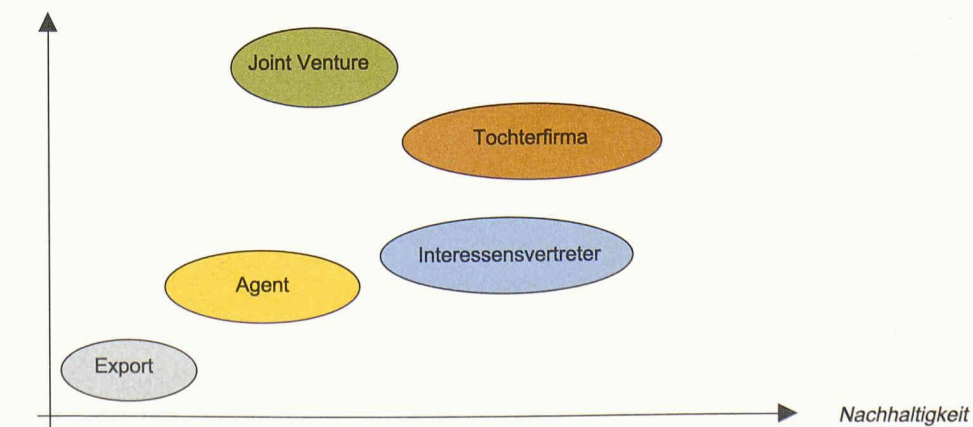 Joint Venture
Tochterfirma
Interessensvertreter
Agent
Export
Nachhaltigkeit